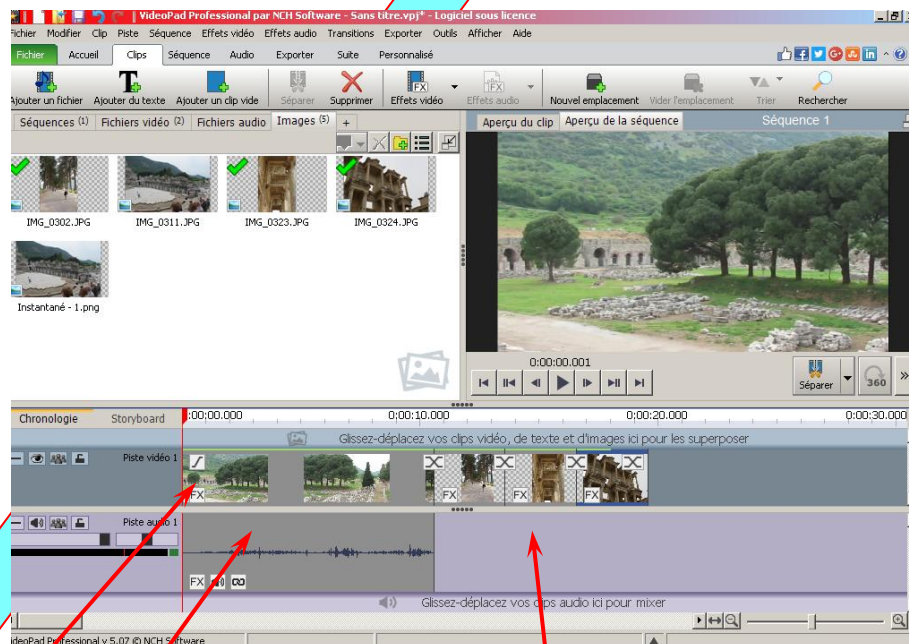 VideoPad Professional par NCH Software - Sans titre.vpj* - Logiciel sous licence
Fichier Modifier Clip Piste Séquence Effets vidéo Effets audio Transitions Exporter Outils Afficher Aide
Fichier Accueil Clips Séquence Audio Exporter Suite Personnalisé
Ajouter un fichier Ajouter du texte Ajouter un clip vide Séparer Supprimer Effets vidéo Effets audio Nouvel emplacement Vider l'emplacement Trier Rechercher
Séquences (1) Fichiers vidéo (2) Fichiers audio Images (5) +
Aperçu du clip Aperçu de la séquence Séquence 1
IMG_0302.JPG IMG_0311.JPG IMG_0323.JPG IMG_0324.JPG
Instantané - 1.png
0:00:00.001
Séparer 360 »
Chronologie Storyboard :00:00.000 0:00:10.000 0:00:20.000 0:00:30.000
Glissez-déplacez vos clips vidéo, de texte et d'images ici pour les superposer
Piste vidéo 1
FX FX FX FX
Piste audio 1
FX
Glissez-déplacez vos clips audio ici pour mixer
ideoPad Professional v 5.07 © NCH Software